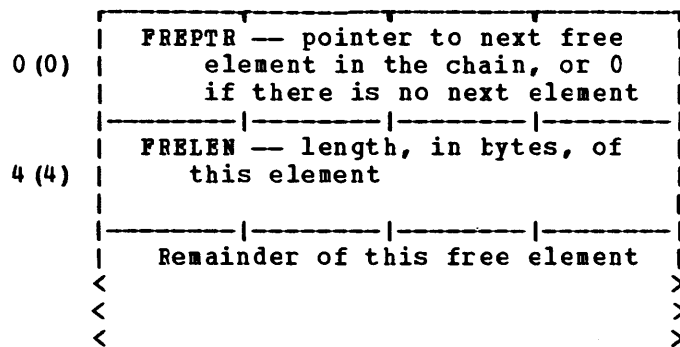 FREPTR -- pointer to next free
0(0) element in the chain, or 0
if there is no next element
FRELEN -- length, in bytes, of
4(4) this element
Remainder of this free element